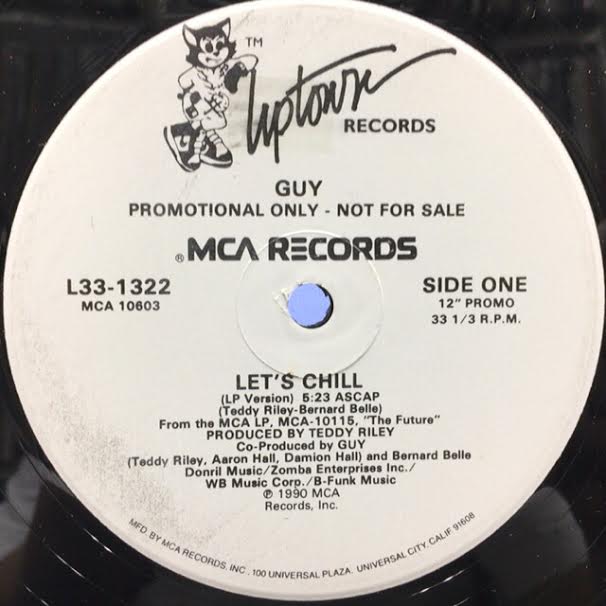 TM
Uptown
RECORDS
GUY
PROMOTIONAL ONLY - NOT FOR SALE
® MCA RECORDS
L33-1322
MCA 10603
SIDE ONE
12" PROMO
33 1/3 R.P.M.
LET'S CHILL
(LP Version) 5:23 ASCAP
(Teddy Riley-Bernard Belle)
From the MCA LP, MCA-10115, "The Future"
PRODUCED BY TEDDY RILEY
Co-Produced by GUY
(Teddy Riley, Aaron Hall, Damion Hall) and Bernard Belle
Donril Music/Zomba Enterprises Inc./
WB Music Corp./B-Funk Music
℗ 1990 MCA
Records, Inc.
MFD. BY MCA RECORDS, INC., 100 UNIVERSAL PLAZA, UNIVERSAL CITY, CALIF. 91608